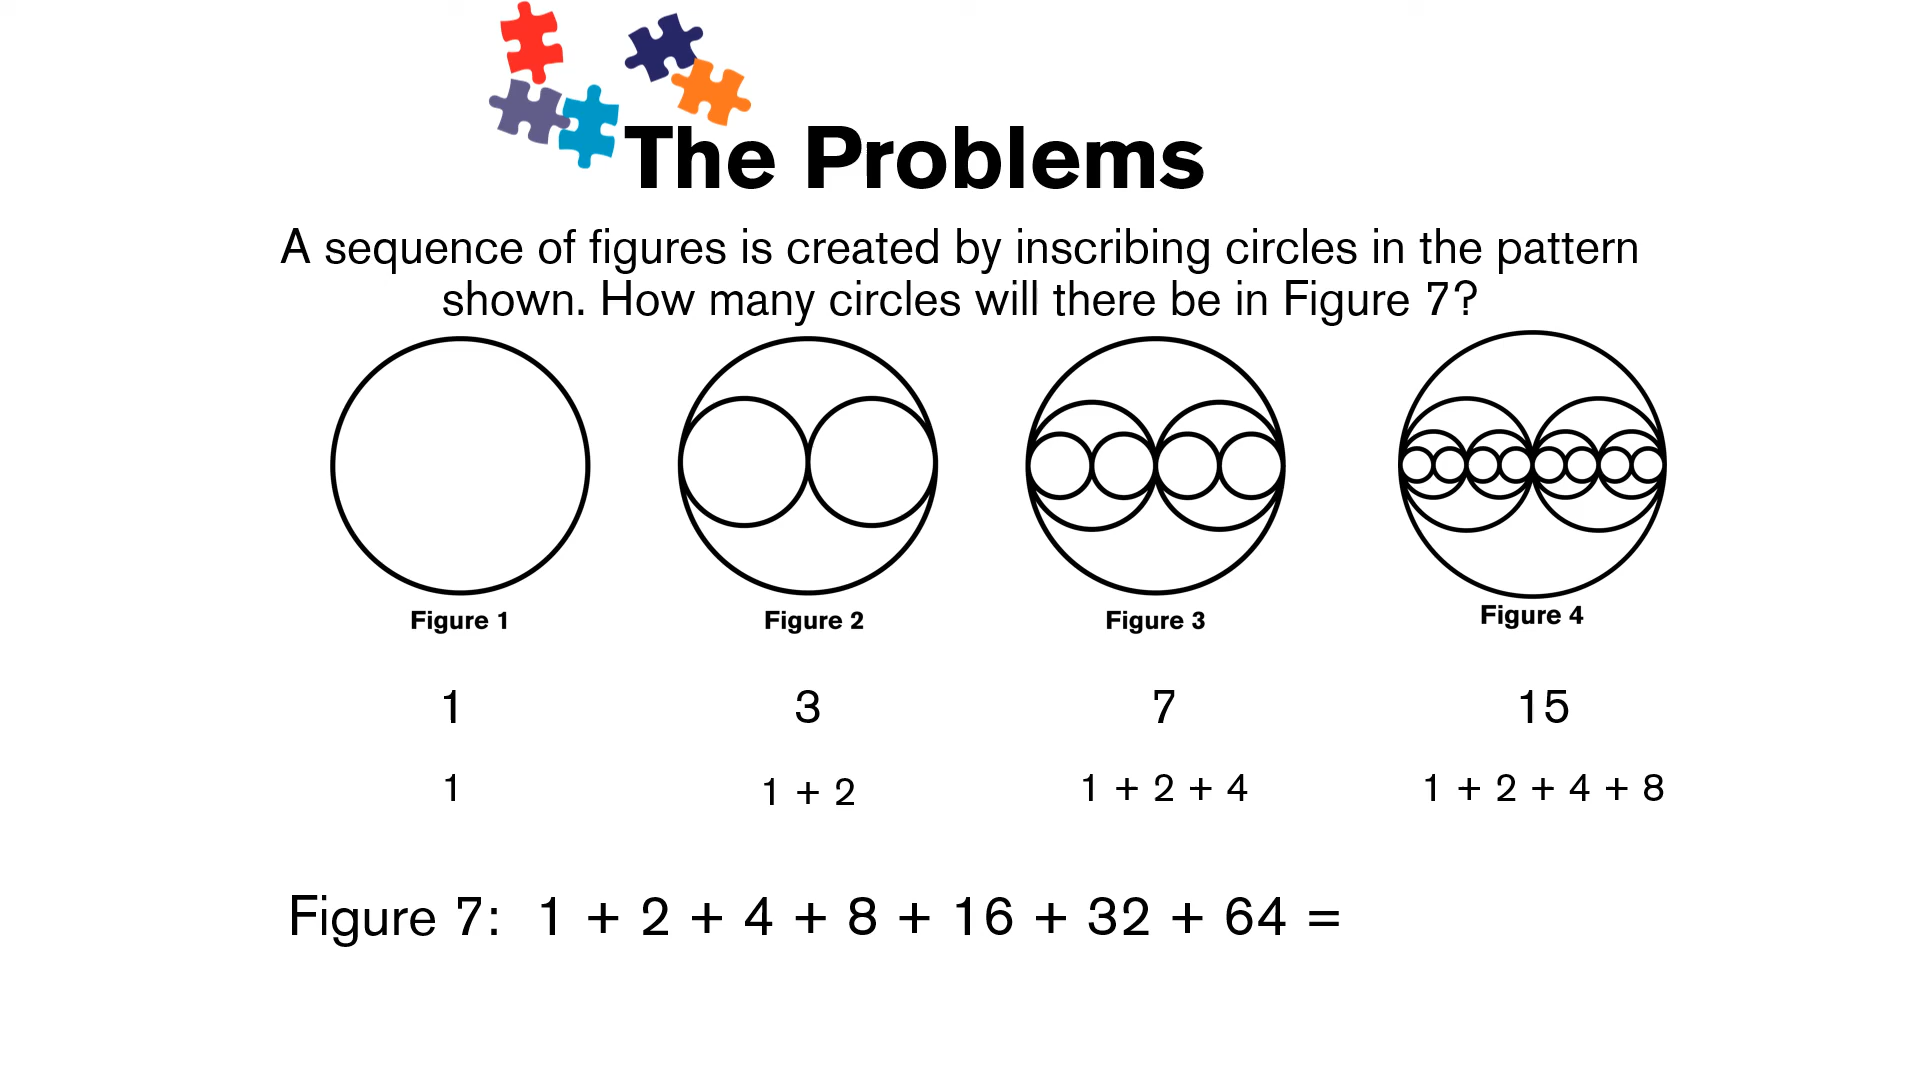 The Problems
A sequence of figures is created by inscribing circles in the pattern
shown. How many circles will there be in Figure 7?
Figure 1
Figure 2
Figure 3
Figure 4
1
3
7
15
1
1 + 2
1 + 2 + 4
1 + 2 + 4 + 8
Figure 7: 1 + 2 + 4 + 8 + 16 + 32 + 64 =